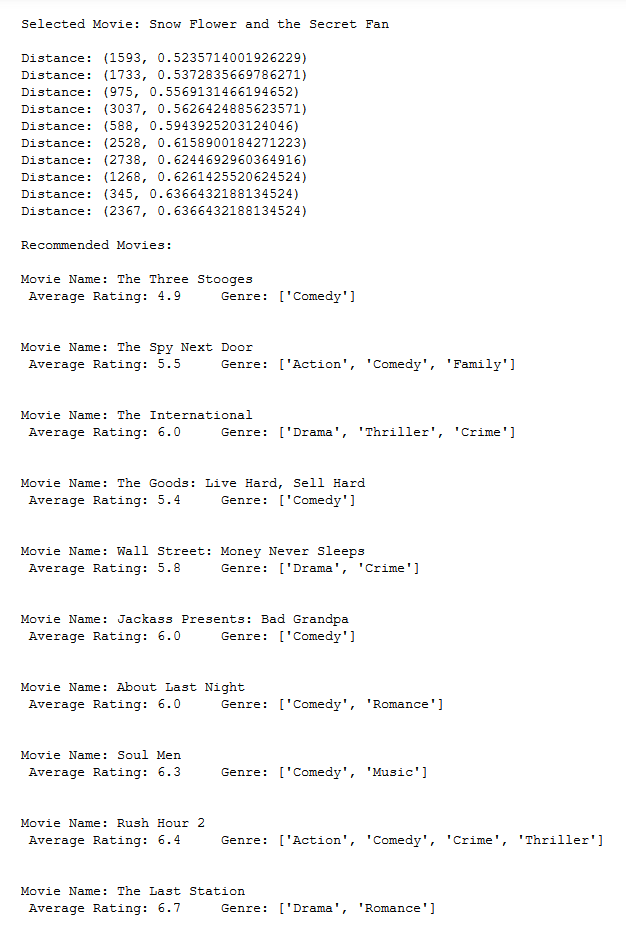 Selected Movie: Snow Flower and the Secret Fan
Distance: (1593, 0.5235714001926229)
Distance: (1733, 0.5372835669786271)
Distance: (975, 0.5569131466194652)
Distance: (3037, 0.5626424885623571)
Distance: (588, 0.5943925203124046)
Distance: (2528, 0.6158900184271223)
Distance: (2738, 0.6244692960364916)
Distance: (1268, 0.6261425520624524)
Distance: (345, 0.6366432188134524)
Distance: (2367, 0.6366432188134524)
Recommended Movies:
Movie Name: The Three Stooges
Average Rating: 4.9     Genre: ['Comedy']
Movie Name: The Spy Next Door
Average Rating: 5.5     Genre: ['Action', 'Comedy', 'Family']
Movie Name: The International
Average Rating: 6.0     Genre: ['Drama', 'Thriller', 'Crime']
Movie Name: The Goods: Live Hard, Sell Hard
Average Rating: 5.4     Genre: ['Comedy']
Movie Name: Wall Street: Money Never Sleeps
Average Rating: 5.8     Genre: ['Drama', 'Crime']
Movie Name: Jackass Presents: Bad Grandpa
Average Rating: 6.0     Genre: ['Comedy']
Movie Name: About Last Night
Average Rating: 6.0     Genre: ['Comedy', 'Romance']
Movie Name: Soul Men
Average Rating: 6.3     Genre: ['Comedy', 'Music']
Movie Name: Rush Hour 2
Average Rating: 6.4     Genre: ['Action', 'Comedy', 'Crime', 'Thriller']
Movie Name: The Last Station
Average Rating: 6.7     Genre: ['Drama', 'Romance']